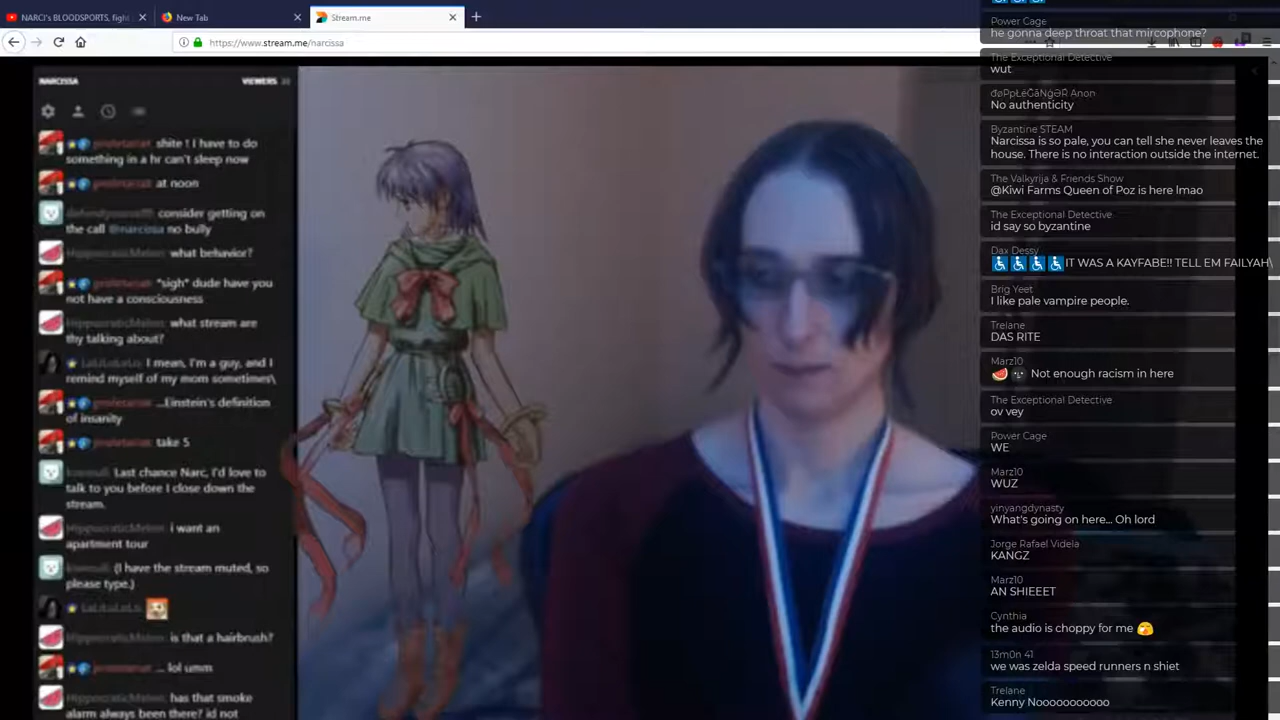 NARCI's BLOODSPORTS, fight
New Tab
Stream.me
https://www.stream.me/narcissa
NARCISSA
VIEWERS
shite ! I have to do
something in a hr can't sleep now
at noon
consider getting on
the call @narcissa no bully
what behavior?
*sigh* dude have you
not have a consciousness
what stream are
thy talking about?
I mean, I'm a guy, and I
remind myself of my mom sometimes\
...Einstein's definition
of insanity
take 5
Last chance Narc, I'd love to
talk to you before I close down the
stream.
i want an
apartment tour
(I have the stream muted, so
please type.)
is that a hairbrush?
... lol umm
has that smoke
alarm always been there? id not
Power Cage
he gonna deep throat that mircophone?
The Exceptional Detective
wut
Anon
No authenticity
Byzantine STEAM
Narcissa is so pale, you can tell she never leaves the
house. There is no interaction outside the internet.
The Valkyrija & Friends Show
@Kiwi Farms Queen of Poz is here lmao
The Exceptional Detective
id say so byzantine
Dax Dessy
IT WAS A KAYFABE!! TELL EM FAILYAH\
Brig Yeet
I like pale vampire people.
Trelane
DAS RITE
Marz10
Not enough racism in here
The Exceptional Detective
ov vey
Power Cage
WE
Marz10
WUZ
yinyangdynasty
What's going on here... Oh lord
Jorge Rafael Videla
KANGZ
Marz10
AN SHIEEET
Cynthia
the audio is choppy for me
13m0n 41
we was zelda speed runners n shiet
Trelane
Kenny Nooooooooooo